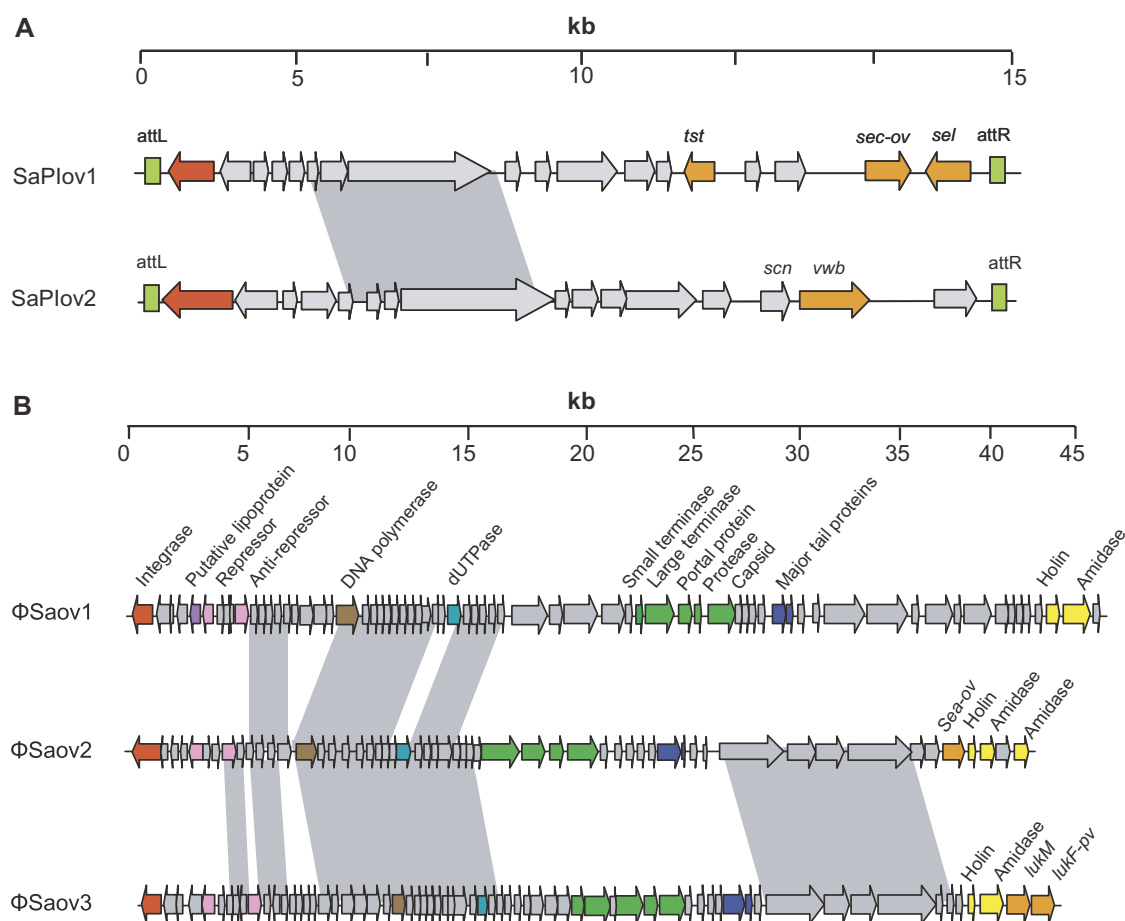 A
kb
0 5 10 15
attL tst sec-ov sel attR
SaPIov1
attL scn vwb attR
SaPIov2
B
kb
0 5 10 15 20 25 30 35 40 45
Integrase Putative lipoprotein Repressor Anti-repressor DNA polymerase dUTPase Small terminase Large terminase Portal protein Protease Capsid Major tail proteins Holin Amidase
ΦSaov1
Sea-ov Holin Amidase Amidase
ΦSaov2
Holin Amidase lukM lukF-pv
ΦSaov3